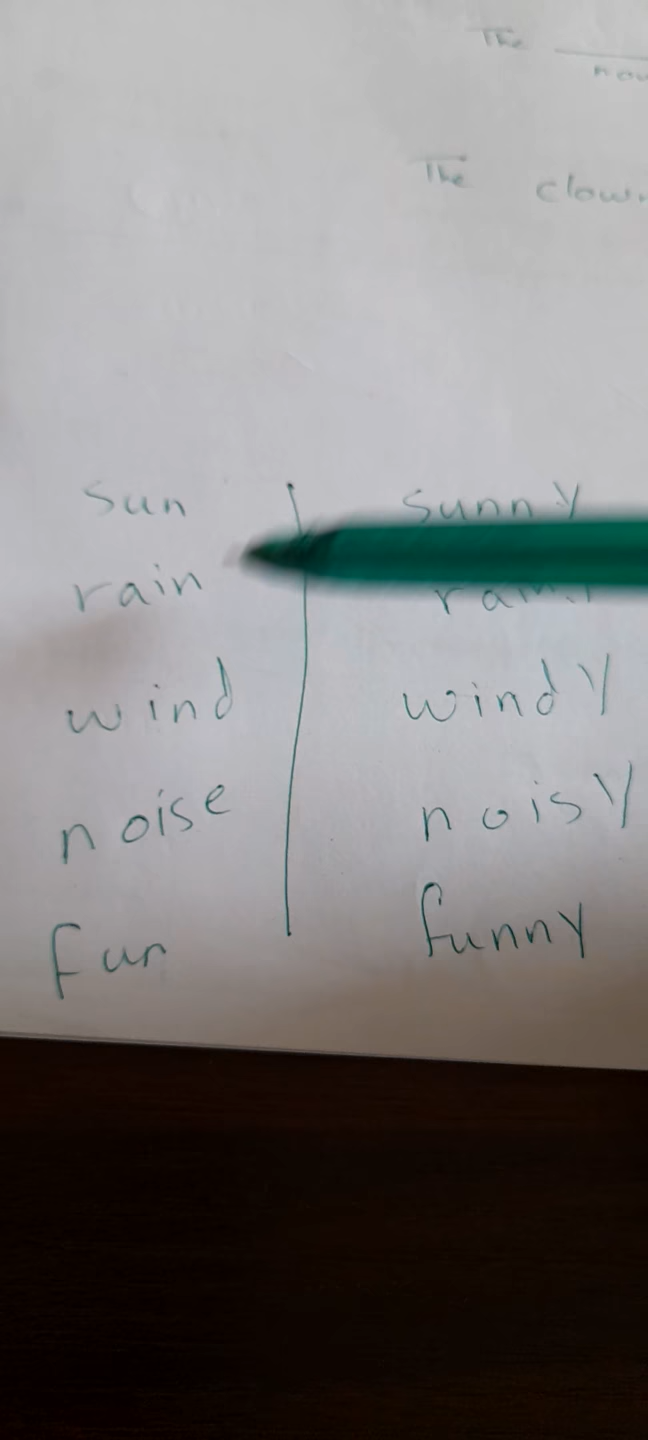 The
The clown
sun sunny
rain
wind windy
noise noisy
fun funny